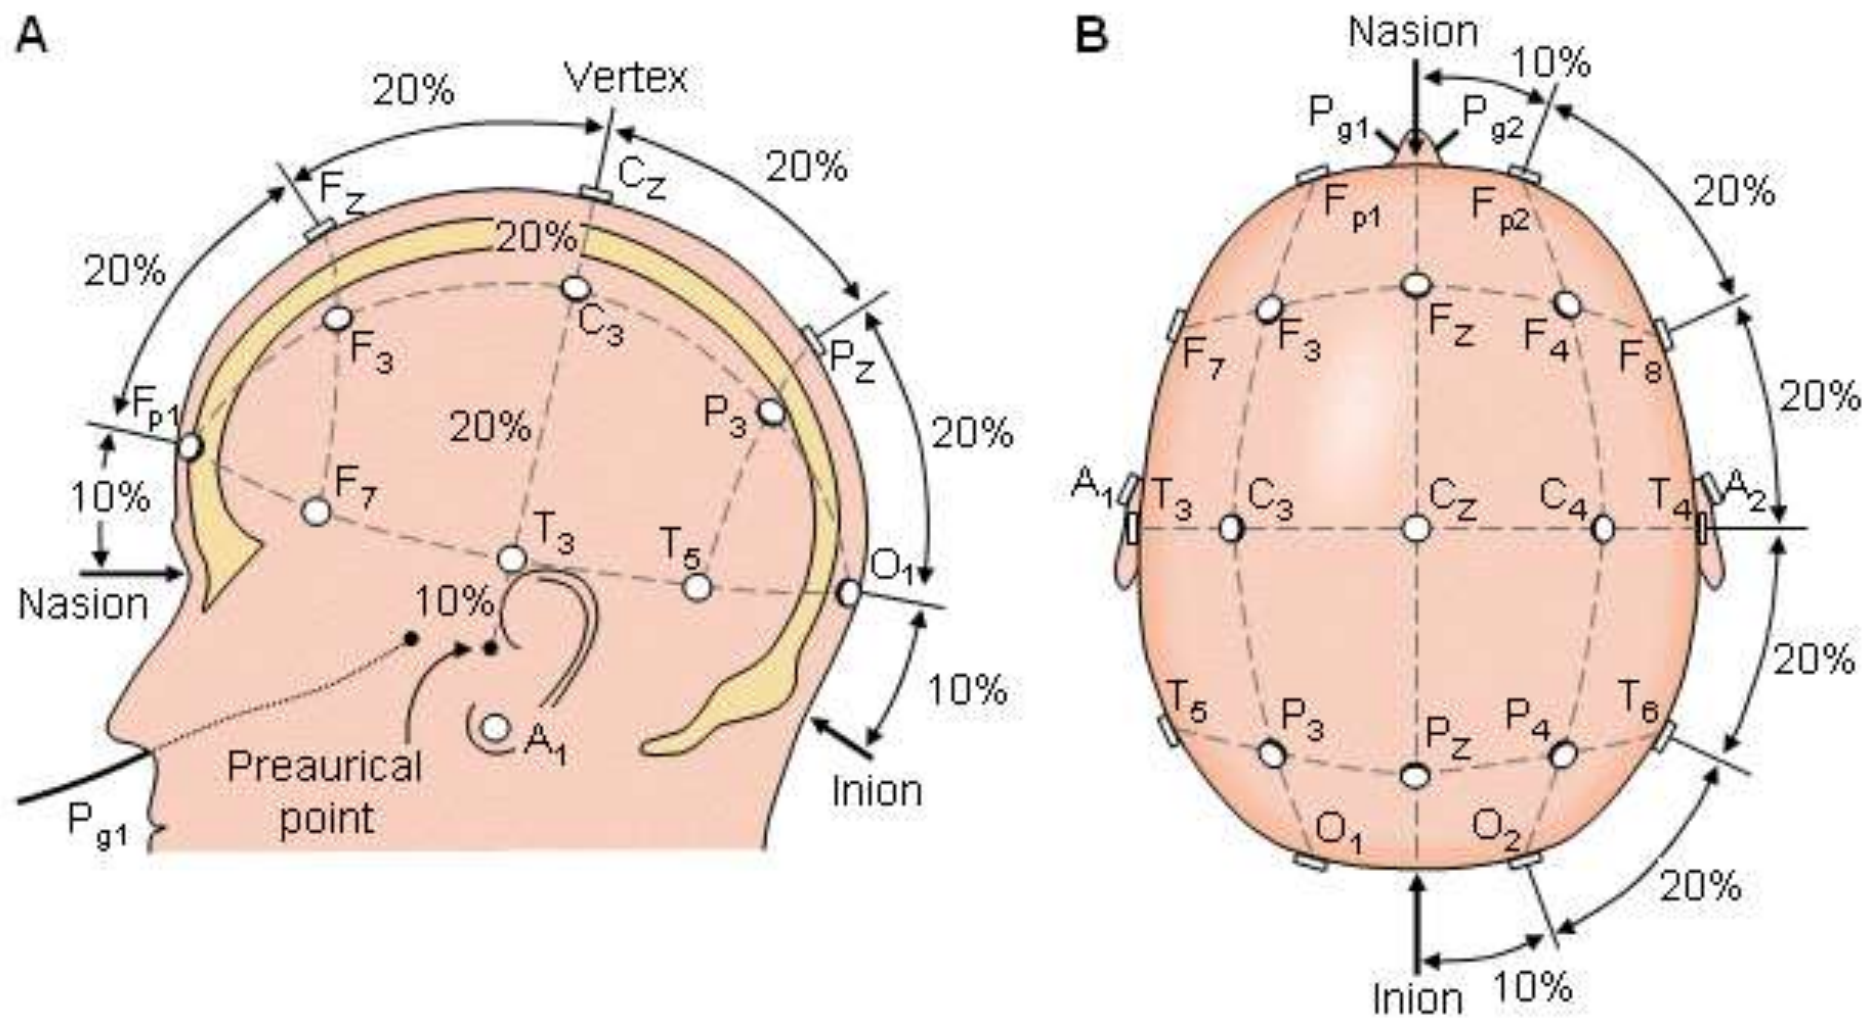 A
Vertex
20%
20%
20%
Fz
Cz
20%
20%
F3
C3
Pz
Fp1
P3
20%
10%
F7
T3
T5
O1
Nasion
10%
10%
Preaurical
point
A1
Inion
Pg1
B
Nasion
10%
Pg1
Pg2
20%
Fp1
Fp2
F7
F3
Fz
F4
F8
20%
A1
T3
C3
Cz
C4
T4
A2
20%
T5
P3
Pz
P4
T6
O1
O2
20%
Inion
10%